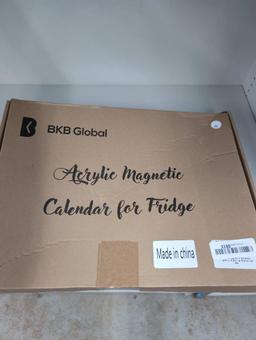 BKB Global
Acrylic Magnetic
Calendar for Fridge
Made in china